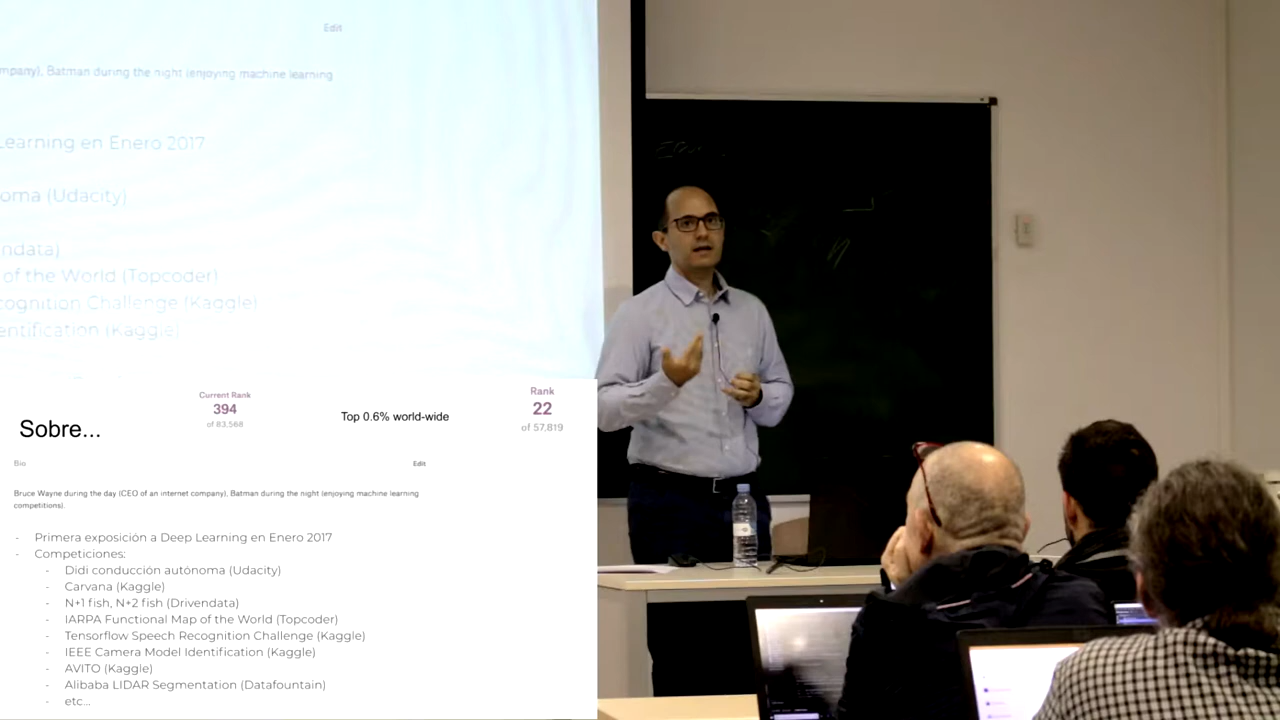 Edit
mpany), Batman during the night (enjoying machine learning
Learning en Enero 2017
oma (Udacity)
ndata)
of the World (Topcoder)
cognition Challenge (Kaggle)
entification (Kaggle)
Current Rank
394
of 83,568
Top 0.6% world-wide
Rank
22
of 57,819
Sobre...
Bio
Edit
Bruce Wayne during the day (CEO of an internet company), Batman during the night (enjoying machine learning
competitions).
- Primera exposición a Deep Learning en Enero 2017
- Competiciones:
Didi conducción autónoma (Udacity)
- Carvana (Kaggle)
- N+1 fish, N+2 fish (Drivendata)
- IARPA Functional Map of the World (Topcoder)
- Tensorflow Speech Recognition Challenge (Kaggle)
- IEEE Camera Model Identification (Kaggle)
- AVITO (Kaggle)
- Alibaba LIDAR Segmentation (Datafountain)
- etc...